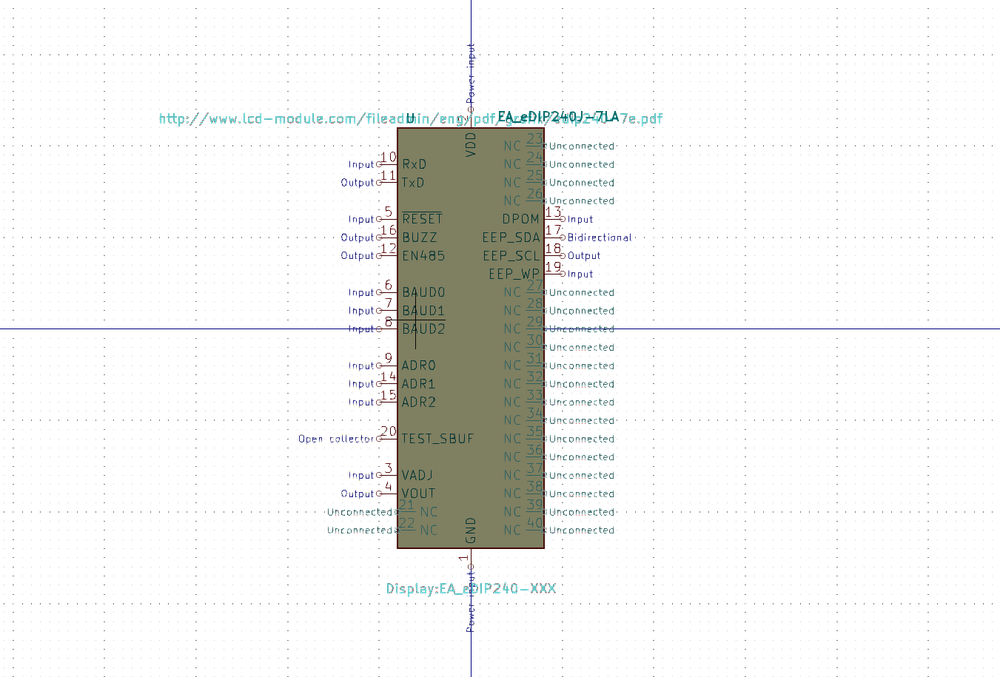 Power input
http://www.lcd-module.com/fileadmin/eng/pdf/grafik/edip240-7e.pdf
U
EA_eDIP240J-7LA
VDD
NC 23 Unconnected
Input 10 RxD NC 24 Unconnected
Output 11 TxD NC 25 Unconnected
NC 26 Unconnected
Input 5 RESET DPOM 13 Input
Output 16 BUZZ EEP_SDA 17 Bidirectional
Output 12 EN485 EEP_SCL 18 Output
EEP_WP 19 Input
Input 6 BAUD0 NC 27 Unconnected
Input 7 BAUD1 NC 28 Unconnected
Input 8 BAUD2 NC 29 Unconnected
NC 30 Unconnected
Input 9 ADR0 NC 31 Unconnected
Input 14 ADR1 NC 32 Unconnected
Input 15 ADR2 NC 33 Unconnected
NC 34 Unconnected
Open collector 20 TEST_SBUF NC 35 Unconnected
NC 36 Unconnected
Input 3 VADJ NC 37 Unconnected
Output 4 VOUT NC 38 Unconnected
Unconnected 21 NC NC 39 Unconnected
Unconnected 22 NC NC 40 Unconnected
GND
1
Display:EA_eDIP240-XXX
Power input